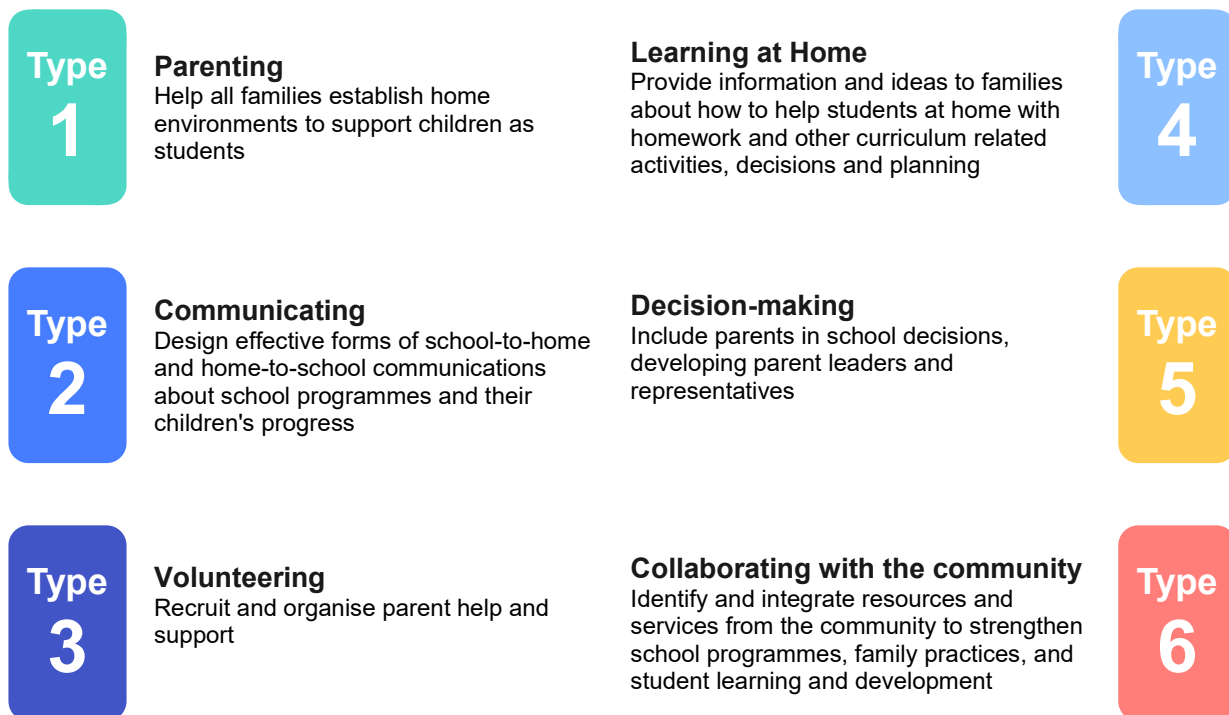 Type
1
Parenting
Help all families establish home
environments to support children as
students
Type
2
Communicating
Design effective forms of school-to-home
and home-to-school communications
about school programmes and their
children's progress
Type
3
Volunteering
Recruit and organise parent help and
support
Learning at Home
Provide information and ideas to families
about how to help students at home with
homework and other curriculum related
activities, decisions and planning
Type
4
Decision-making
Include parents in school decisions,
developing parent leaders and
representatives
Type
5
Collaborating with the community
Identify and integrate resources and
services from the community to strengthen
school programmes, family practices, and
student learning and development
Type
6